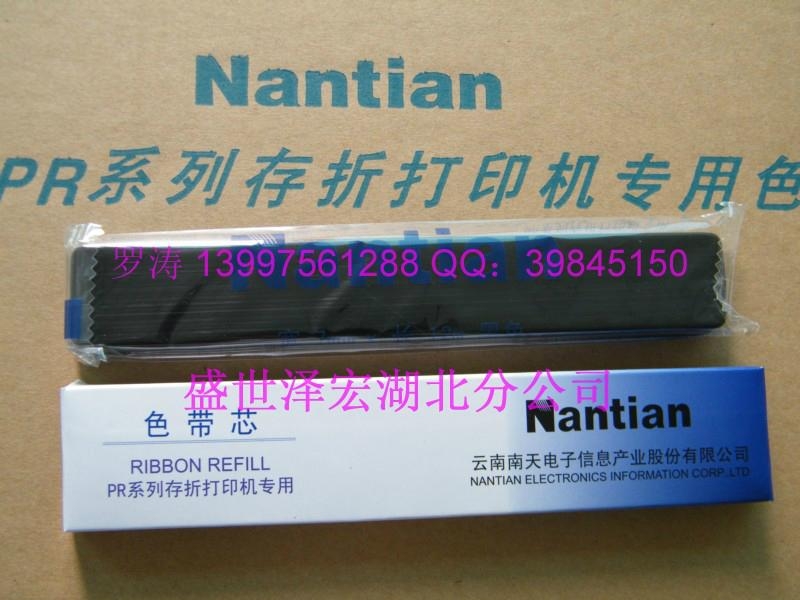 Nantian
PR系列存折打印机专用色
Nantian
罗涛 13997561288 QQ：39845150
盛世泽宏湖北分公司
色带芯
RIBBON REFILL
PR系列存折打印机专用
Nantian
云南南天电子信息产业股份有限公司
NANTIAN ELECTRONICS INFORMATION CORP.,LTD